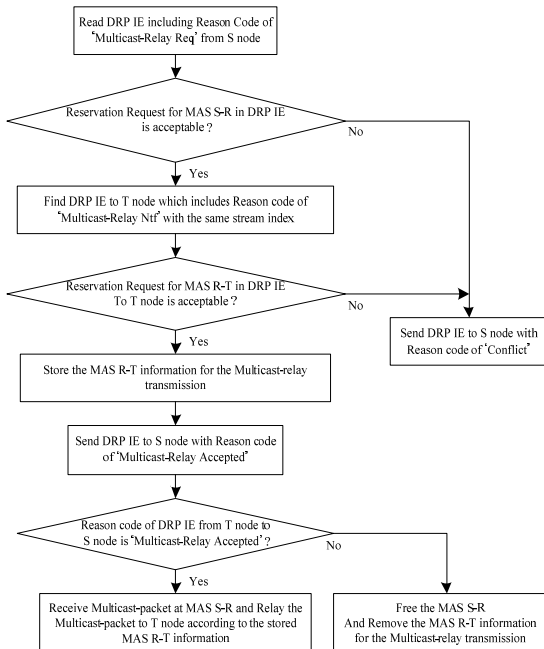 Read DRP IE including Reason Code of
‘Multicast-Relay Req’ from S node
Reservation Request for MAS S-R in DRP IE
is acceptable ?
No
Yes
Find DRP IE to T node which includes Reason code of
‘Multicast-Relay Ntf’ with the same stream index
Reservation Request for MAS R-T in DRP IE
To T node is acceptable ?
No
Yes
Send DRP IE to S node with
Reason code of ‘Conflict’
Store the MAS R-T information for the Multicast-relay
transmission
Send DRP IE to S node with Reason code
of ‘Multicast-Relay Accepted’
Reason code of DRP IE from T node to
S node is ‘Multicast-Relay Accepted’ ?
No
Yes
Receive Multicast-packet at MAS S-R and Relay the
Multicast-packet to T node according to the stored
MAS R-T information
Free the MAS S-R
And Remove the MAS R-T information
for the Multicast-relay transmission